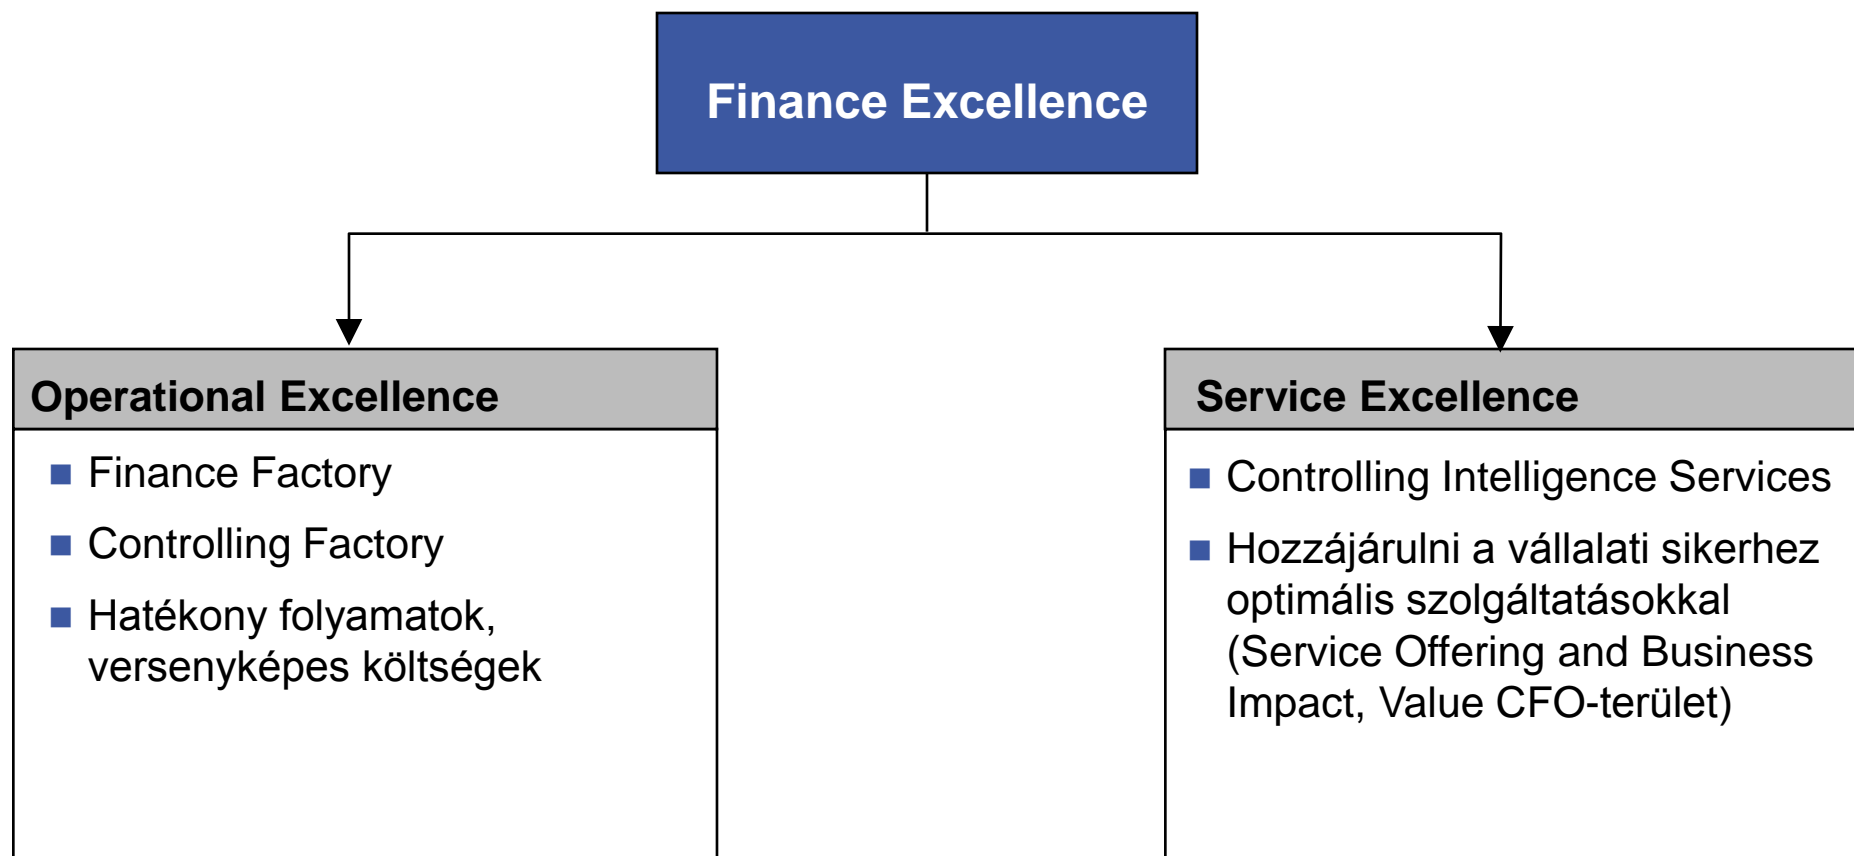 Finance Excellence
Operational Excellence
Finance Factory
Controlling Factory
Hatékony folyamatok,
versenyképes költségek
Service Excellence
Controlling Intelligence Services
Hozzájárulni a vállalati sikerhez
optimális szolgáltatásokkal
(Service Offering and Business
Impact, Value CFO-terület)